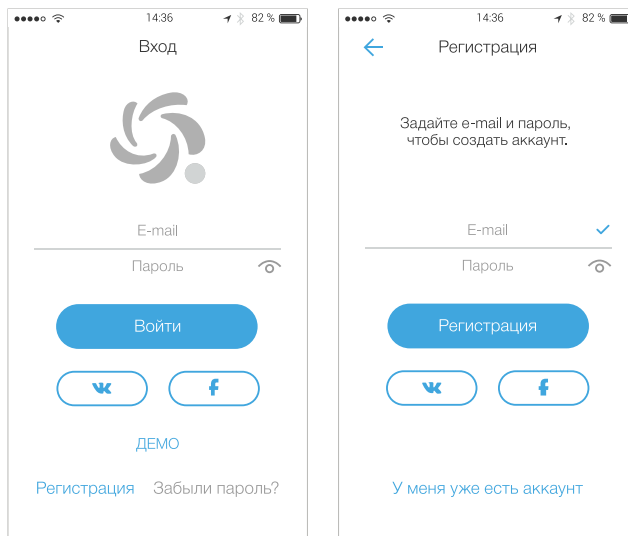 14:36
82 %
Вход
E-mail
Пароль
Войти
ДЕМО
Регистрация Забыли пароль?
14:36
82 %
Регистрация
Задайте e-mail и пароль,
чтобы создать аккаунт.
E-mail
Пароль
Регистрация
У меня уже есть аккаунт